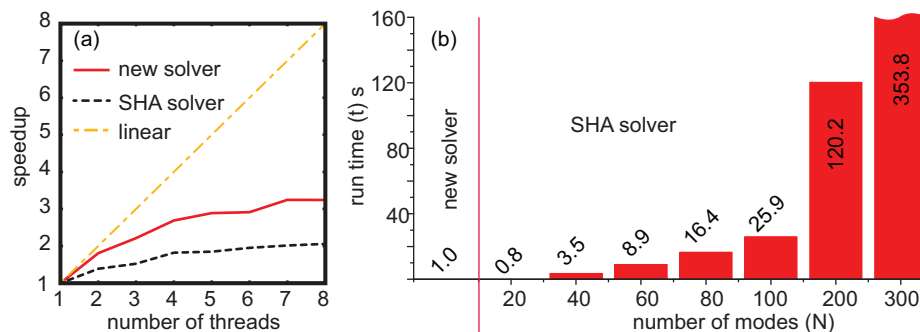 (a)
8
7
6
5
4
3
2
1
speedup
new solver
SHA solver
linear
1 2 3 4 5 6 7 8
number of threads
(b)
160
120
80
40
run time (t) s
new solver
SHA solver
1.0
0.8
3.5
8.9
16.4
25.9
120.2
353.8
20 40 60 80 100 200 300
number of modes (N)